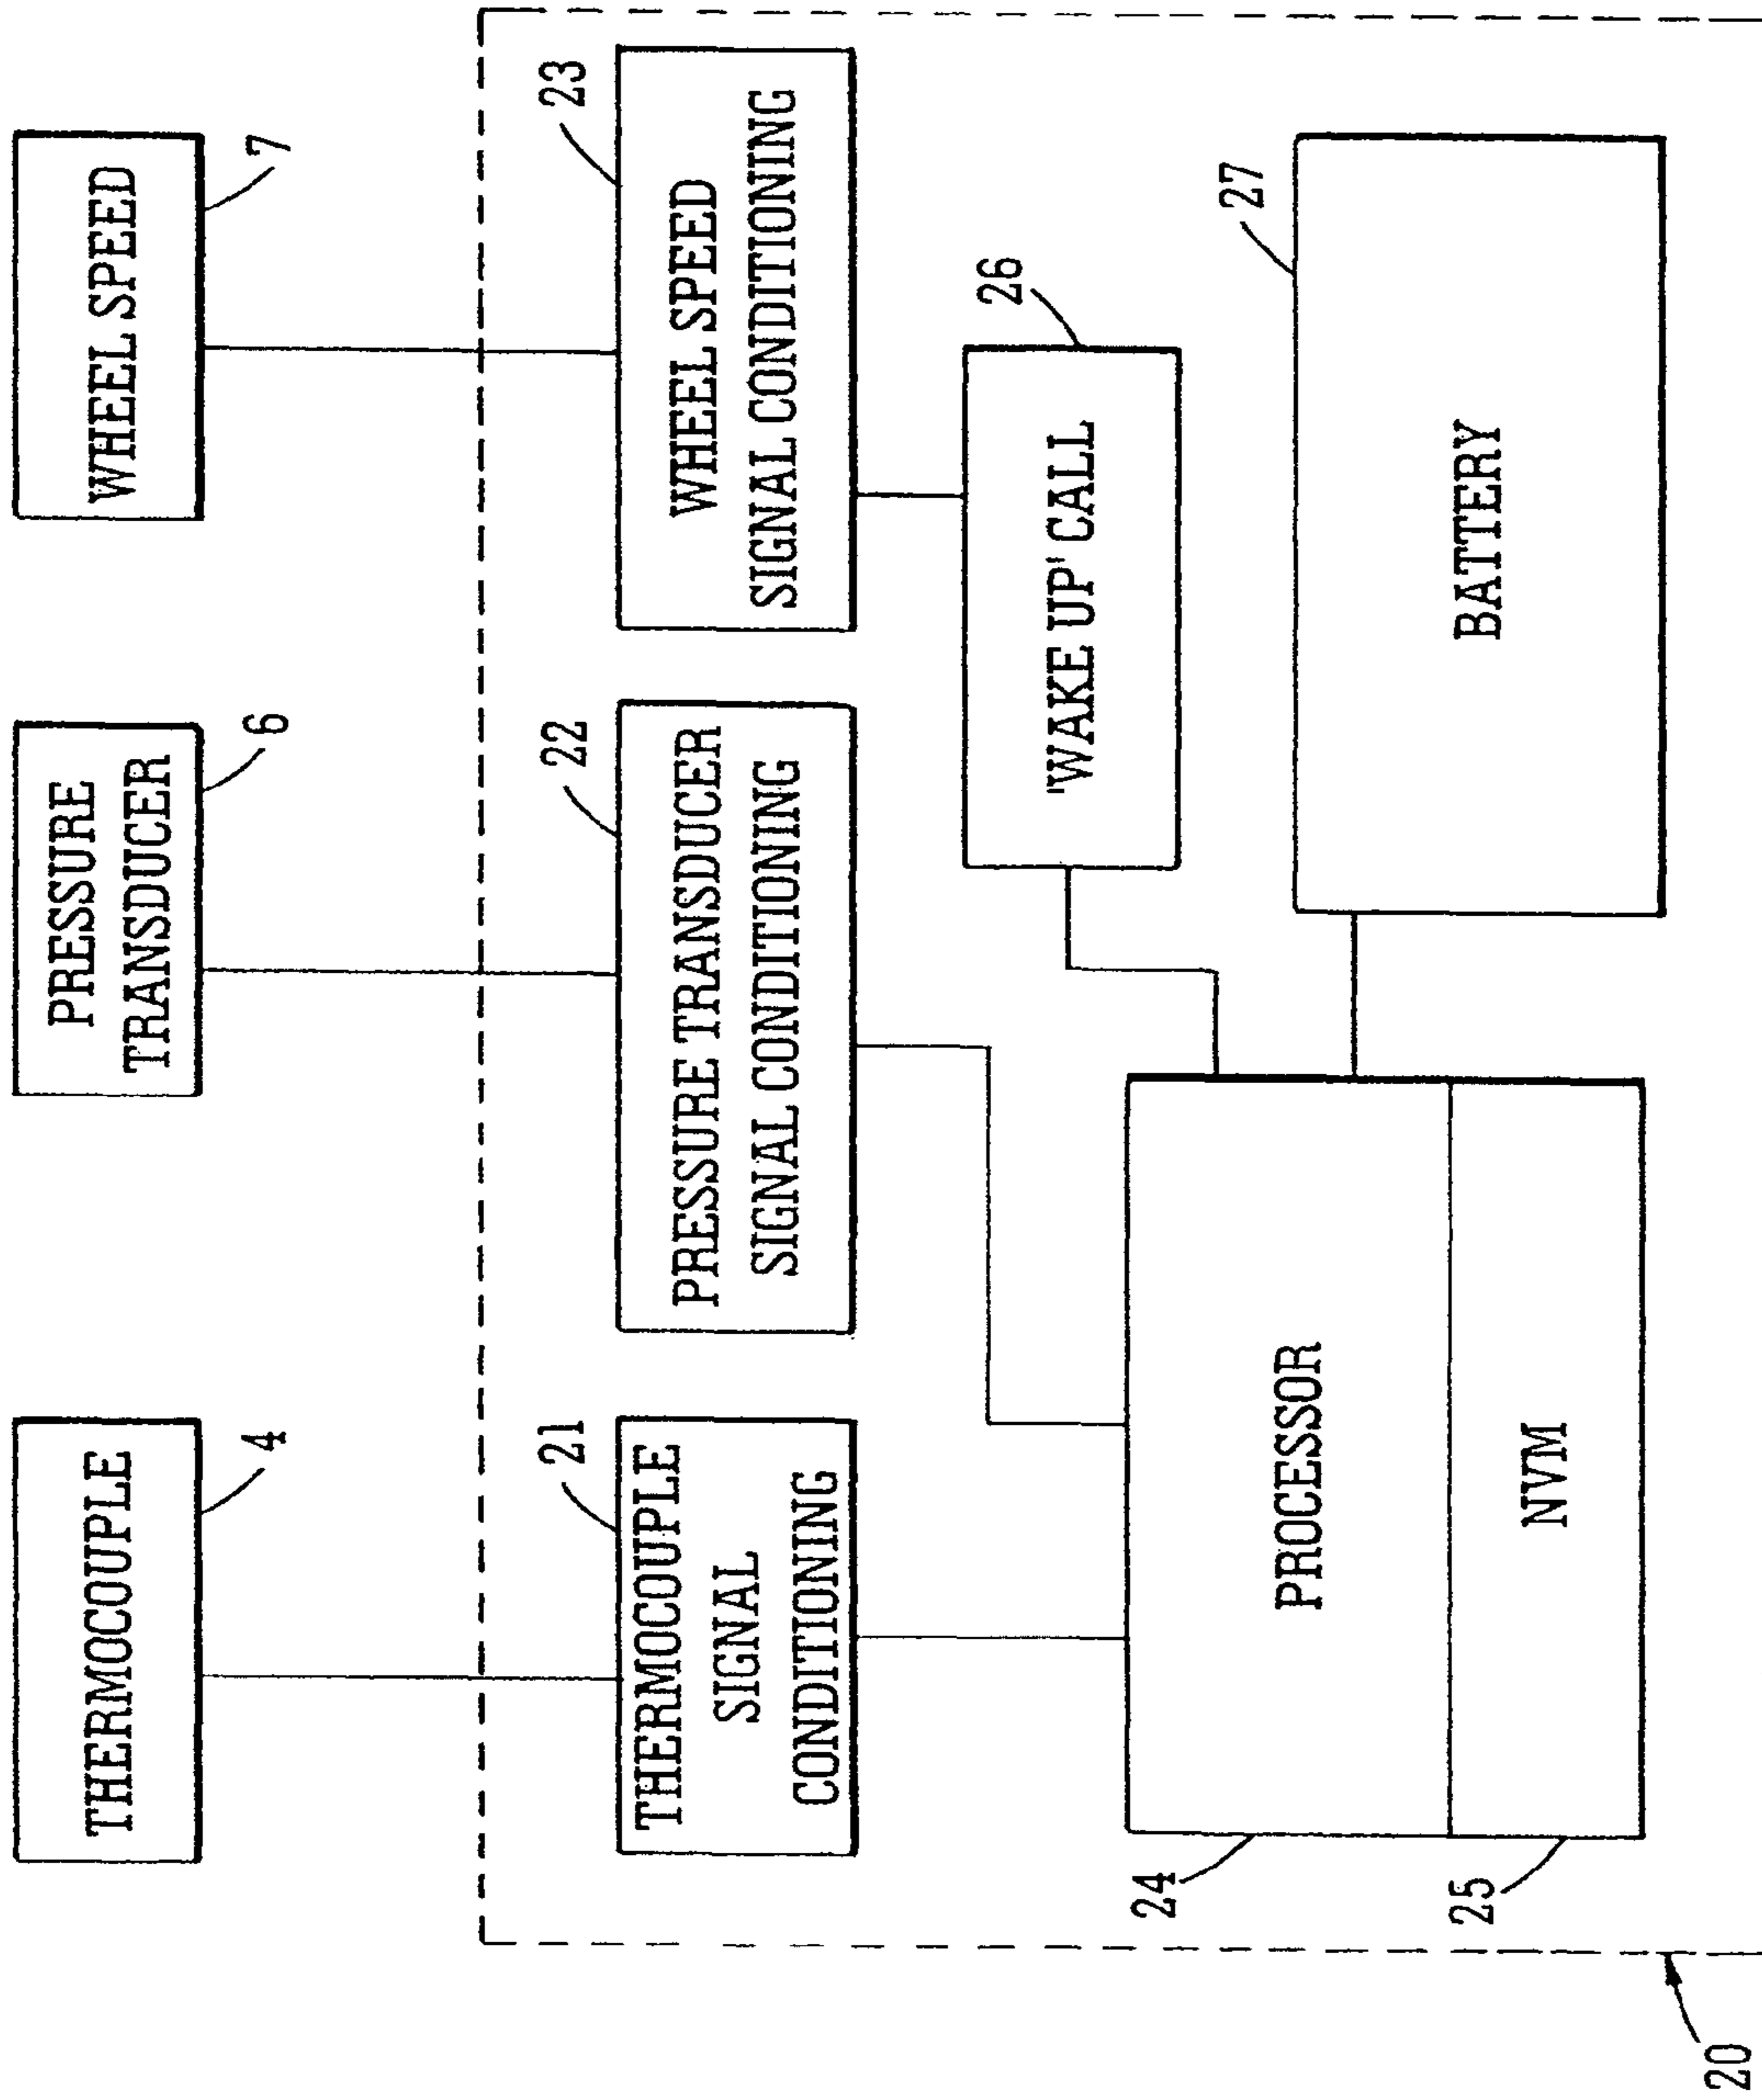 THERMOCOUPLE
4
PRESSURE
TRANSDUCER
6
WHEEL SPEED
7
21
THERMOCOUPLE
SIGNAL
CONDITIONING
22
PRESSURE TRANSDUCER
SIGNAL CONDITIONING
23
WHEEL SPEED
SIGNAL CONDITIONING
'WAKE UP' CALL
26
24
PROCESSOR
25
NVM
27
BATTERY
20